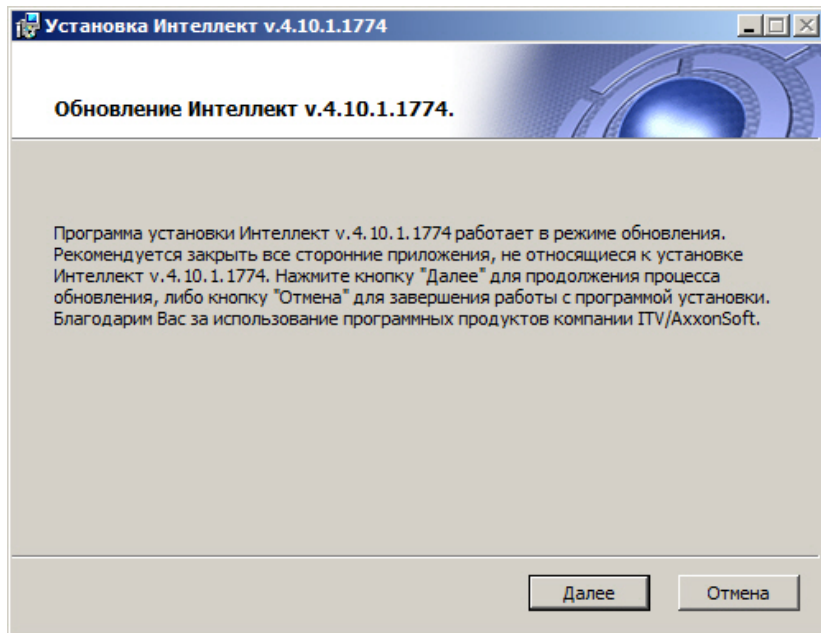 Установка Интеллект v.4.10.1.1774
Обновление Интеллект v.4.10.1.1774.
Программа установки Интеллект v.4.10.1.1774 работает в режиме обновления.
Рекомендуется закрыть все сторонние приложения, не относящиеся к установке
Интеллект v.4.10.1.1774. Нажмите кнопку "Далее" для продолжения процесса
обновления, либо кнопку "Отмена" для завершения работы с программой установки.
Благодарим Вас за использование программных продуктов компании ITV/AxxonSoft.
Далее
Отмена